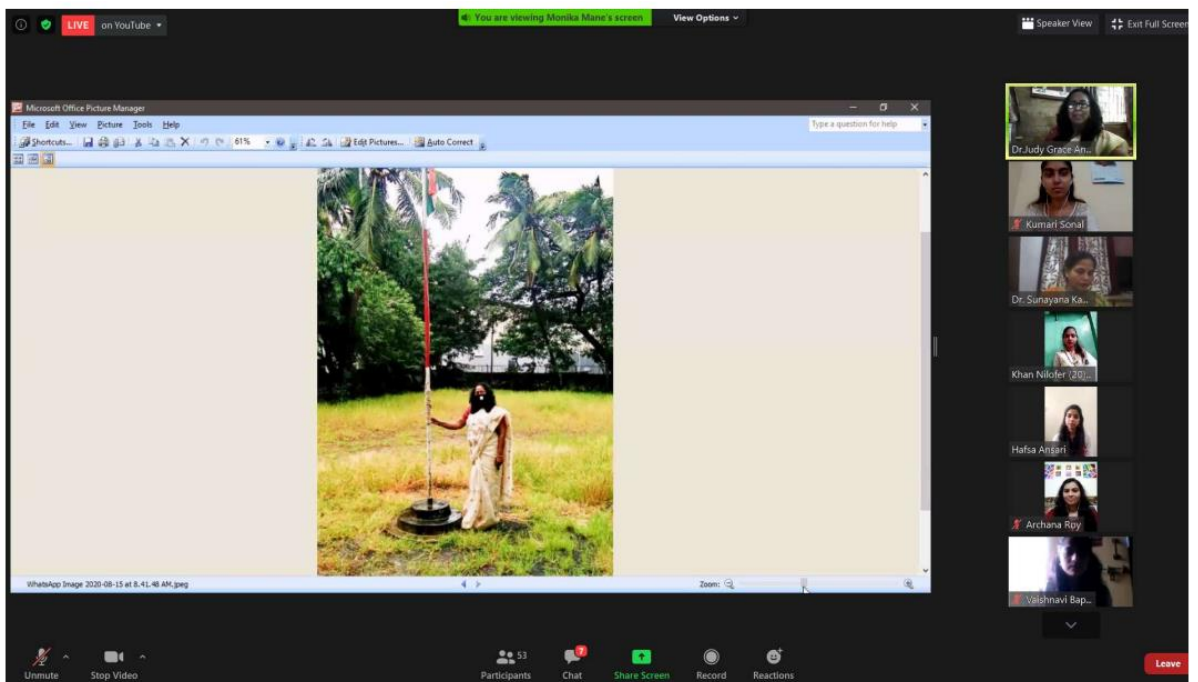 LIVE on YouTube
You are viewing Monika Mane's screen View Options
Speaker View Exit Full Screen
Microsoft Office Picture Manager
File Edit View Picture Tools Help
Type a question for help
Shortcuts... 61% Edit Pictures... Auto Correct
Dr.Judy Grace An...
Kumari Sonal
Dr. Sunayana Ka...
Khan Nilofer (20)...
Hafsa Ansari
Archana Roy
Vaishnavi Bap...
WhatsApp Image 2020-08-15 at 8.41.48 AM.jpeg Zoom:
Unmute Stop Video 53 Participants 7 Chat Share Screen Record Reactions Leave